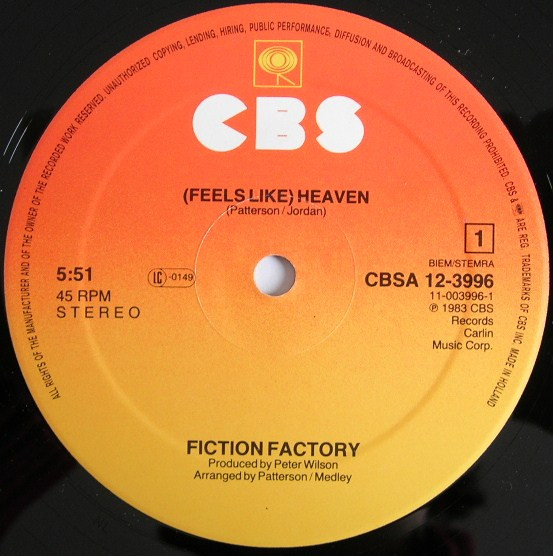 ALL RIGHTS OF THE MANUFACTURER AND OF THE OWNER OF THE RECORDED WORK RESERVED. UNAUTHORIZED COPYING, LENDING, HIRING, PUBLIC PERFORMANCE, DIFFUSION AND BROADCASTING OF THIS RECORDING PROHIBITED. CBS & ARE REG. TRADEMARKS OF CBS INC. MADE IN HOLLAND
CBS
(FEELS LIKE) HEAVEN
(Patterson / Jordan)
1
BIEM/STEMRA
5:51
LC -0149
CBSA 12-3996
45 RPM
11-003996-1
STEREO
℗ 1983 CBS
Records
Carlin
Music Corp.
FICTION FACTORY
Produced by Peter Wilson
Arranged by Patterson / Medley